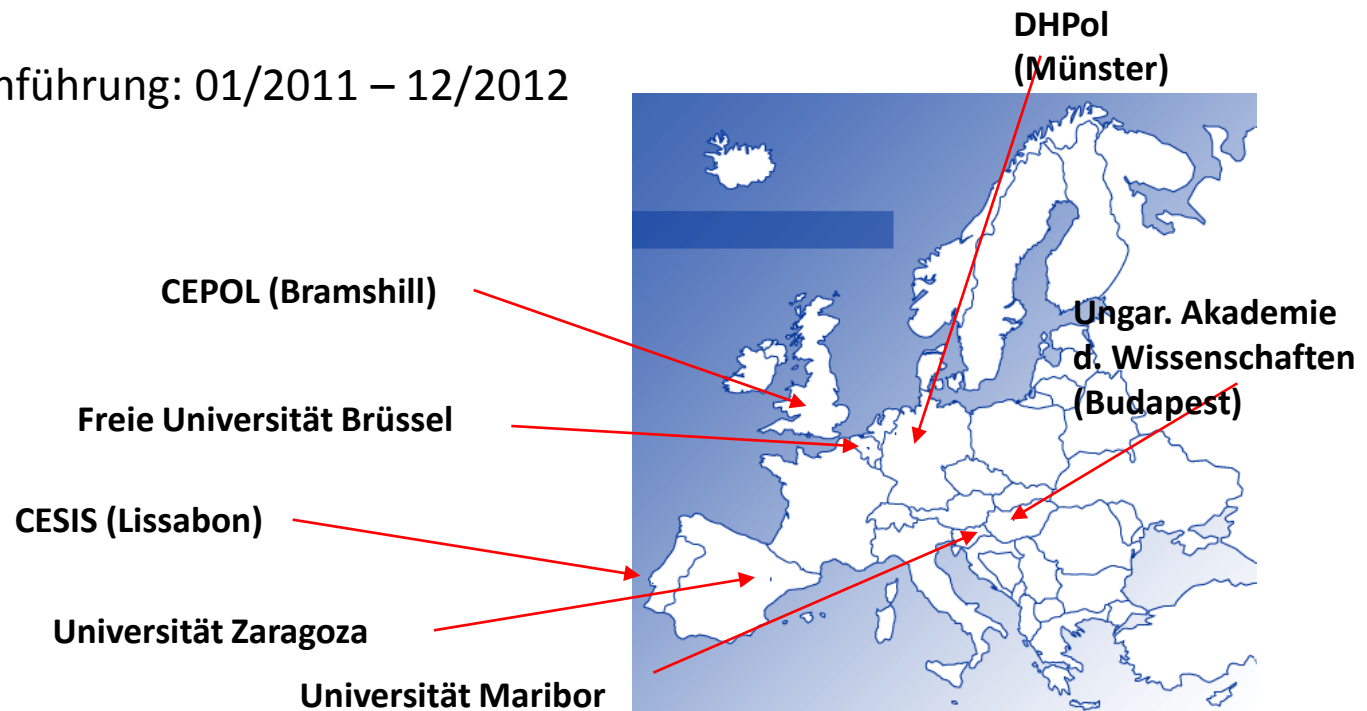 DHPol
(Münster)
nführung: 01/2011 – 12/2012
CEPOL (Bramshill)
Ungar. Akademie
d. Wissenschaften
(Budapest)
Freie Universität Brüssel
CESIS (Lissabon)
Universität Zaragoza
Universität Maribor